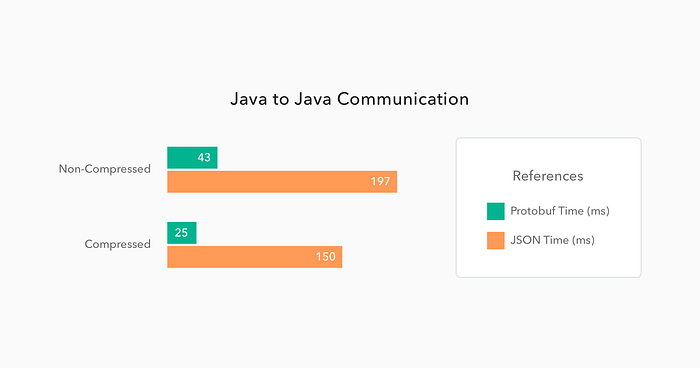 Java to Java Communication
Non-Compressed
43
197
Compressed
25
150
References
Protobuf Time (ms)
JSON Time (ms)